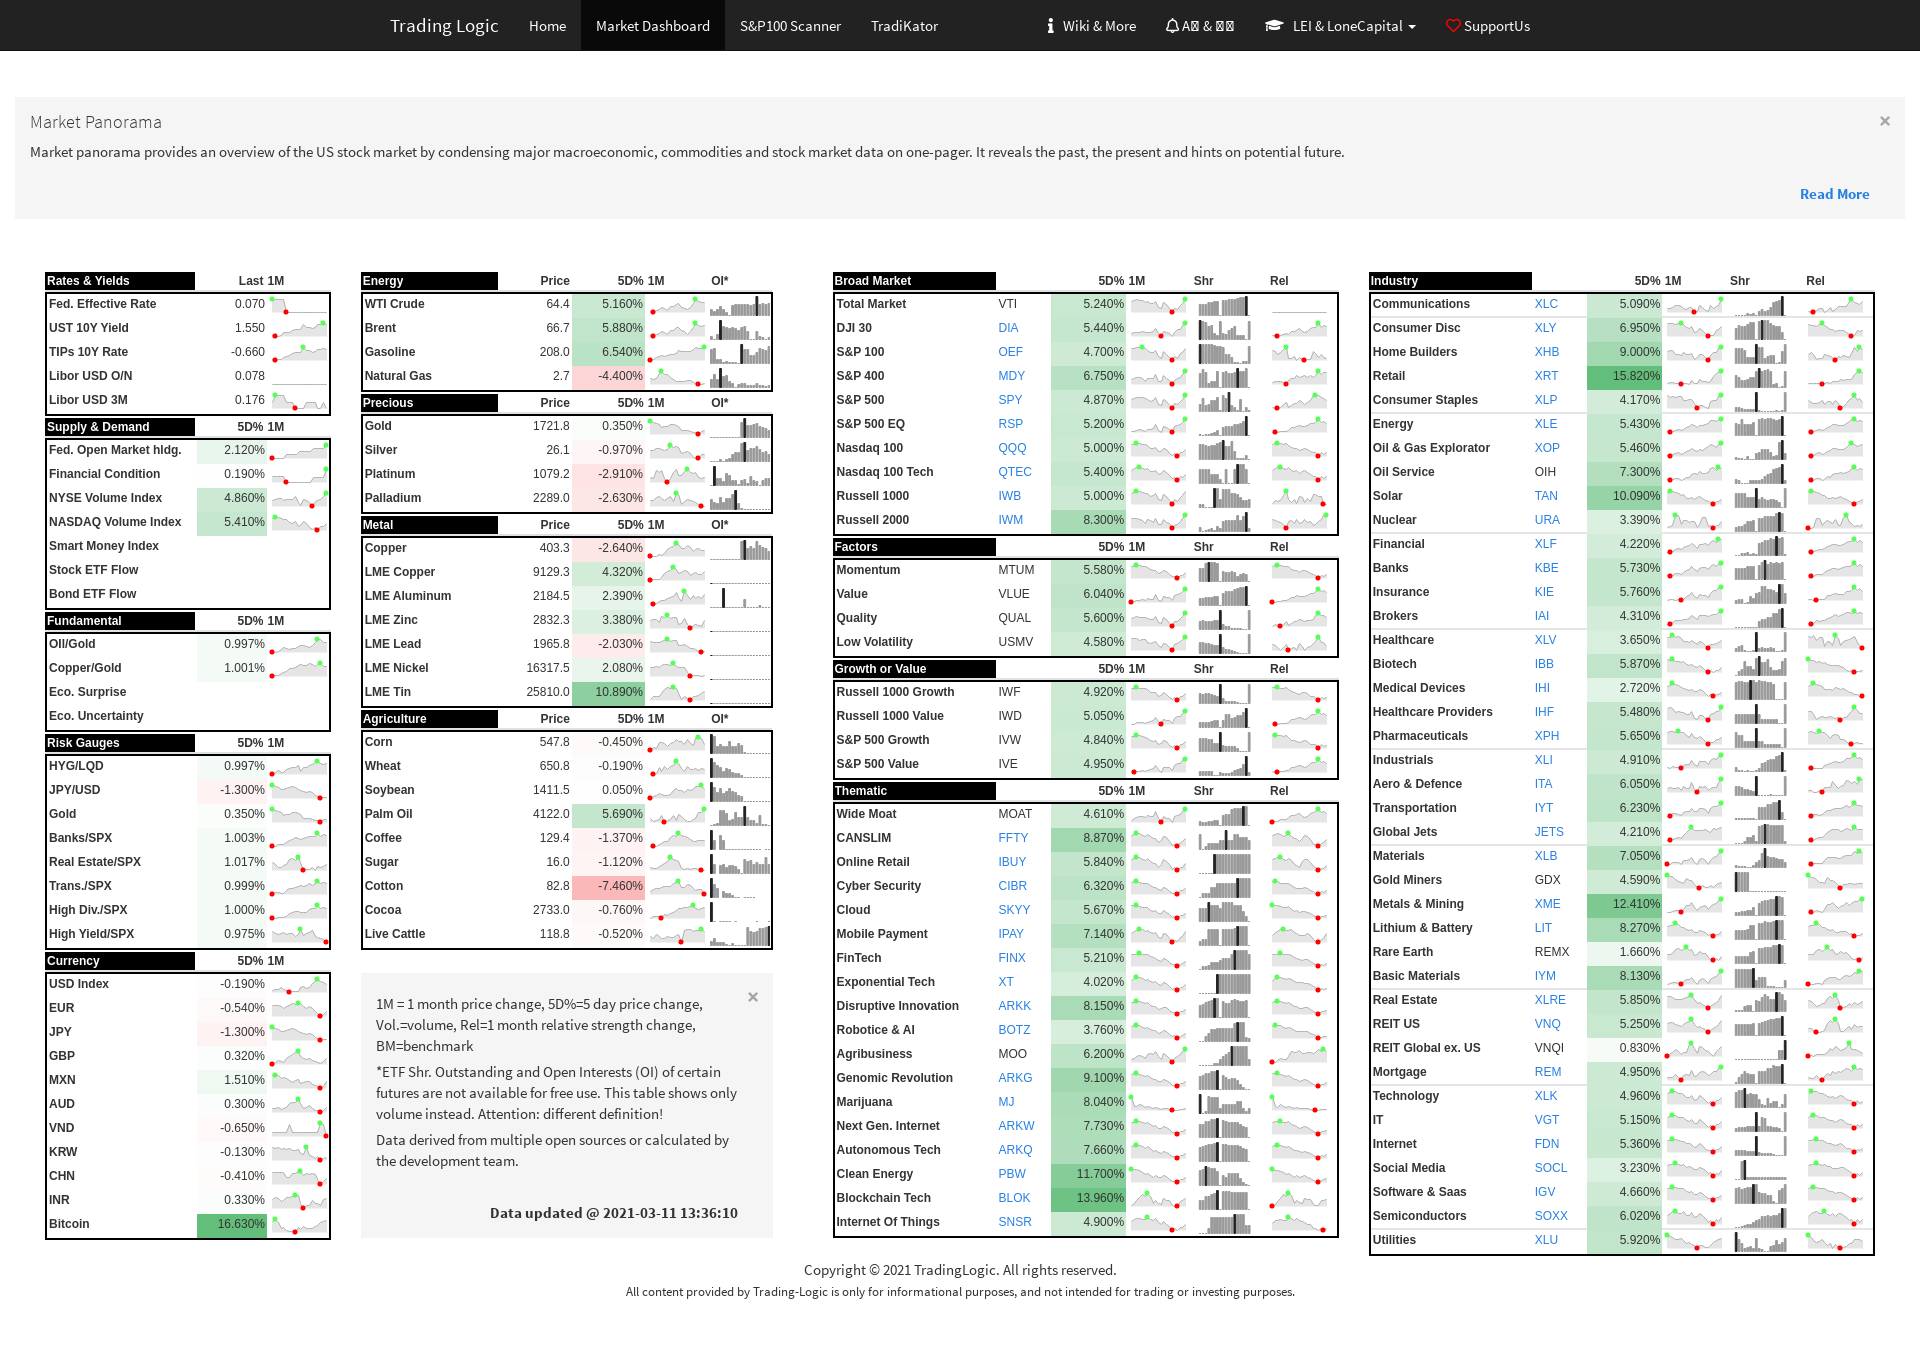 Trading Logic Home Market Dashboard S&P100 Scanner TradiKator Wiki & More LEI & LoneCapital SupportUs
Market Panorama ×
Market panorama provides an overview of the US stock market by condensing major macroeconomic, commodities and stock market data on one-pager. It reveals the past, the present and hints on potential future.
Read More
Rates & Yields Last 1M
Fed. Effective Rate 0.070
UST 10Y Yield 1.550
TIPs 10Y Rate -0.660
Libor USD O/N 0.078
Libor USD 3M 0.176
Supply & Demand 5D% 1M
Fed. Open Market hldg. 2.120%
Financial Condition 0.190%
NYSE Volume Index 4.860%
NASDAQ Volume Index 5.410%
Smart Money Index
Stock ETF Flow
Bond ETF Flow
Fundamental 5D% 1M
Oil/Gold 0.997%
Copper/Gold 1.001%
Eco. Surprise
Eco. Uncertainty
Risk Gauges 5D% 1M
HYG/LQD 0.997%
JPY/USD -1.300%
Gold 0.350%
Banks/SPX 1.003%
Real Estate/SPX 1.017%
Trans./SPX 0.999%
High Div./SPX 1.000%
High Yield/SPX 0.975%
Currency 5D% 1M
USD Index -0.190%
EUR -0.540%
JPY -1.300%
GBP 0.320%
MXN 1.510%
AUD 0.300%
VND -0.650%
KRW -0.130%
CHN -0.410%
INR 0.330%
Bitcoin 16.630%
Energy Price 5D% 1M OI*
WTI Crude 64.4 5.160%
Brent 66.7 5.880%
Gasoline 208.0 6.540%
Natural Gas 2.7 -4.400%
Precious Price 5D% 1M OI*
Gold 1721.8 0.350%
Silver 26.1 -0.970%
Platinum 1079.2 -2.910%
Palladium 2289.0 -2.630%
Metal Price 5D% 1M OI*
Copper 403.3 -2.640%
LME Copper 9129.3 4.320%
LME Aluminum 2184.5 2.390%
LME Zinc 2832.3 3.380%
LME Lead 1965.8 -2.030%
LME Nickel 16317.5 2.080%
LME Tin 25810.0 10.890%
Agriculture Price 5D% 1M OI*
Corn 547.8 -0.450%
Wheat 650.8 -0.190%
Soybean 1411.5 0.050%
Palm Oil 4122.0 5.690%
Coffee 129.4 -1.370%
Sugar 16.0 -1.120%
Cotton 82.8 -7.460%
Cocoa 2733.0 -0.760%
Live Cattle 118.8 -0.520%
×
1M = 1 month price change, 5D%=5 day price change,
Vol.=volume, Rel=1 month relative strength change,
BM=benchmark
*ETF Shr. Outstanding and Open Interests (OI) of certain
futures are not available for free use. This table shows only
volume instead. Attention: different definition!
Data derived from multiple open sources or calculated by
the development team.
Data updated @ 2021-03-11 13:36:10
Broad Market 5D% 1M Shr Rel
Total Market VTI 5.240%
DJI 30 DIA 5.440%
S&P 100 OEF 4.700%
S&P 400 MDY 6.750%
S&P 500 SPY 4.870%
S&P 500 EQ RSP 5.200%
Nasdaq 100 QQQ 5.000%
Nasdaq 100 Tech QTEC 5.400%
Russell 1000 IWB 5.000%
Russell 2000 IWM 8.300%
Factors 5D% 1M Shr Rel
Momentum MTUM 5.580%
Value VLUE 6.040%
Quality QUAL 5.600%
Low Volatility USMV 4.580%
Growth or Value 5D% 1M Shr Rel
Russell 1000 Growth IWF 4.920%
Russell 1000 Value IWD 5.050%
S&P 500 Growth IVW 4.840%
S&P 500 Value IVE 4.950%
Thematic 5D% 1M Shr Rel
Wide Moat MOAT 4.610%
CANSLIM FFTY 8.870%
Online Retail IBUY 5.840%
Cyber Security CIBR 6.320%
Cloud SKYY 5.670%
Mobile Payment IPAY 7.140%
FinTech FINX 5.210%
Exponential Tech XT 4.020%
Disruptive Innovation ARKK 8.150%
Robotice & AI BOTZ 3.760%
Agribusiness MOO 6.200%
Genomic Revolution ARKG 9.100%
Marijuana MJ 8.040%
Next Gen. Internet ARKW 7.730%
Autonomous Tech ARKQ 7.660%
Clean Energy PBW 11.700%
Blockchain Tech BLOK 13.960%
Internet Of Things SNSR 4.900%
Industry 5D% 1M Shr Rel
Communications XLC 5.090%
Consumer Disc XLY 6.950%
Home Builders XHB 9.000%
Retail XRT 15.820%
Consumer Staples XLP 4.170%
Energy XLE 5.430%
Oil & Gas Explorator XOP 5.460%
Oil Service OIH 7.300%
Solar TAN 10.090%
Nuclear URA 3.390%
Financial XLF 4.220%
Banks KBE 5.730%
Insurance KIE 5.760%
Brokers IAI 4.310%
Healthcare XLV 3.650%
Biotech IBB 5.870%
Medical Devices IHI 2.720%
Healthcare Providers IHF 5.480%
Pharmaceuticals XPH 5.650%
Industrials XLI 4.910%
Aero & Defence ITA 6.050%
Transportation IYT 6.230%
Global Jets JETS 4.210%
Materials XLB 7.050%
Gold Miners GDX 4.590%
Metals & Mining XME 12.410%
Lithium & Battery LIT 8.270%
Rare Earth REMX 1.660%
Basic Materials IYM 8.130%
Real Estate XLRE 5.850%
REIT US VNQ 5.250%
REIT Global ex. US VNQI 0.830%
Mortgage REM 4.950%
Technology XLK 4.960%
IT VGT 5.150%
Internet FDN 5.360%
Social Media SOCL 3.230%
Software & Saas IGV 4.660%
Semiconductors SOXX 6.020%
Utilities XLU 5.920%
Copyright © 2021 TradingLogic. All rights reserved.
All content provided by Trading-Logic is only for informational purposes, and not intended for trading or investing purposes.